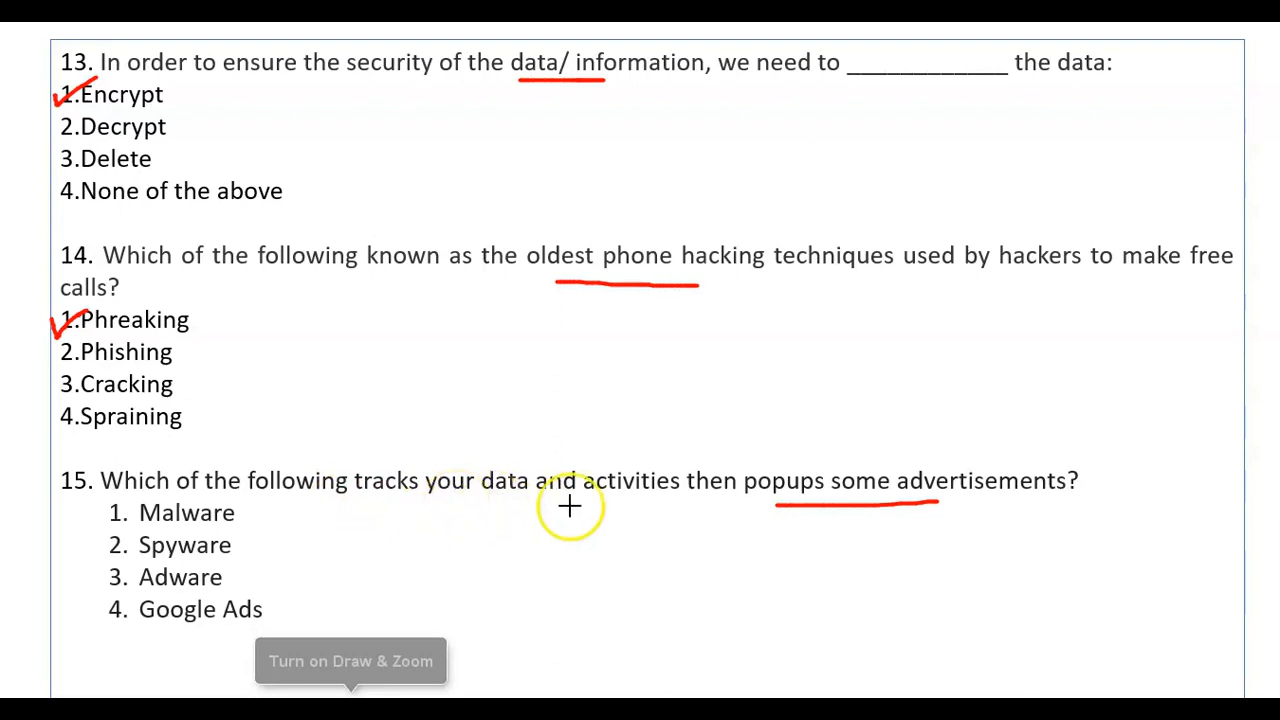 13. In order to ensure the security of the data/ information, we need to ____________ the data:
1.Encrypt
2.Decrypt
3.Delete
4.None of the above
14. Which of the following known as the oldest phone hacking techniques used by hackers to make free
calls?
1.Phreaking
2.Phishing
3.Cracking
4.Spraining
15. Which of the following tracks your data and activities then popups some advertisements?
1. Malware
2. Spyware
3. Adware
4. Google Ads
Turn on Draw & Zoom